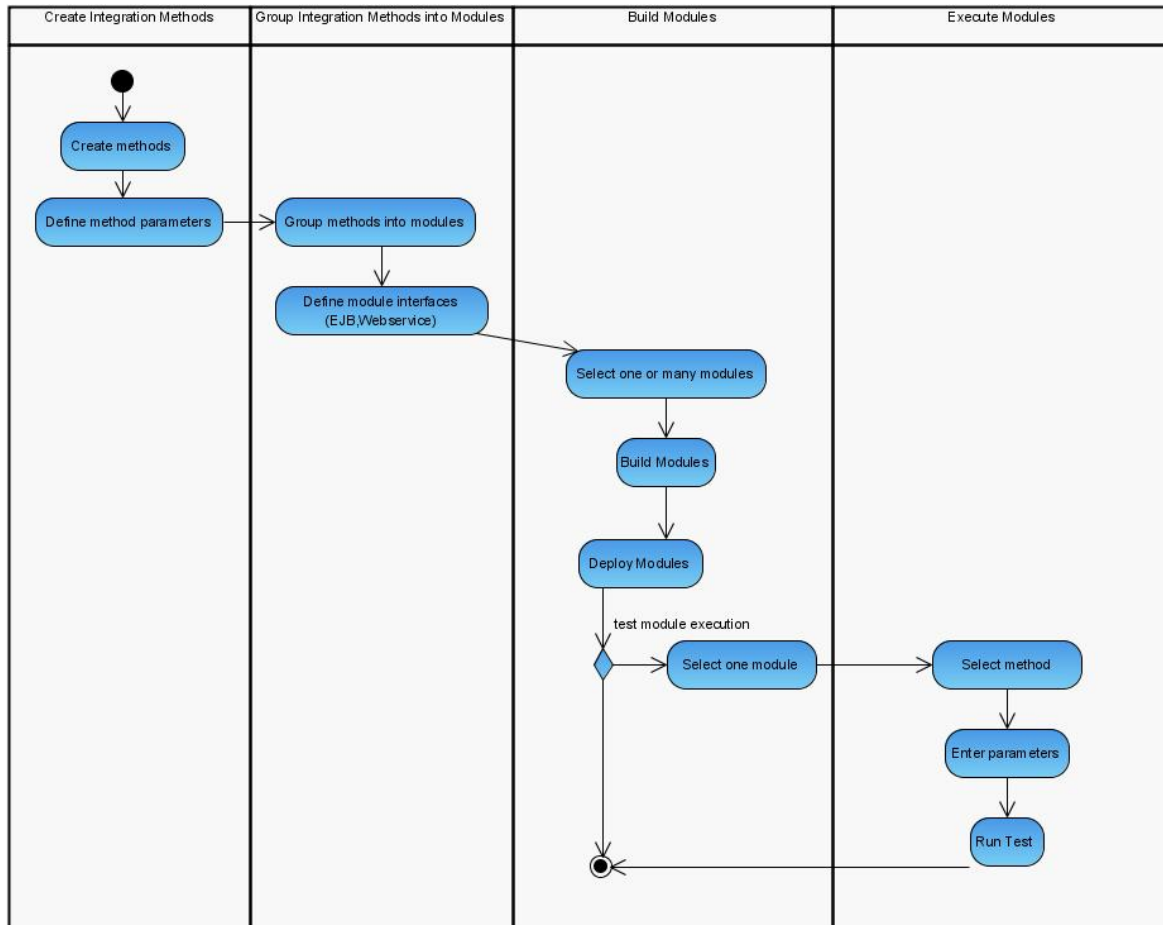 Create Integration Methods
Group Integration Methods into Modules
Build Modules
Execute Modules
Create methods
Define method parameters
Group methods into modules
Define module interfaces
(EJB,Webservice)
Select one or many modules
Build Modules
Deploy Modules
test module execution
Select one module
Select method
Enter parameters
Run Test